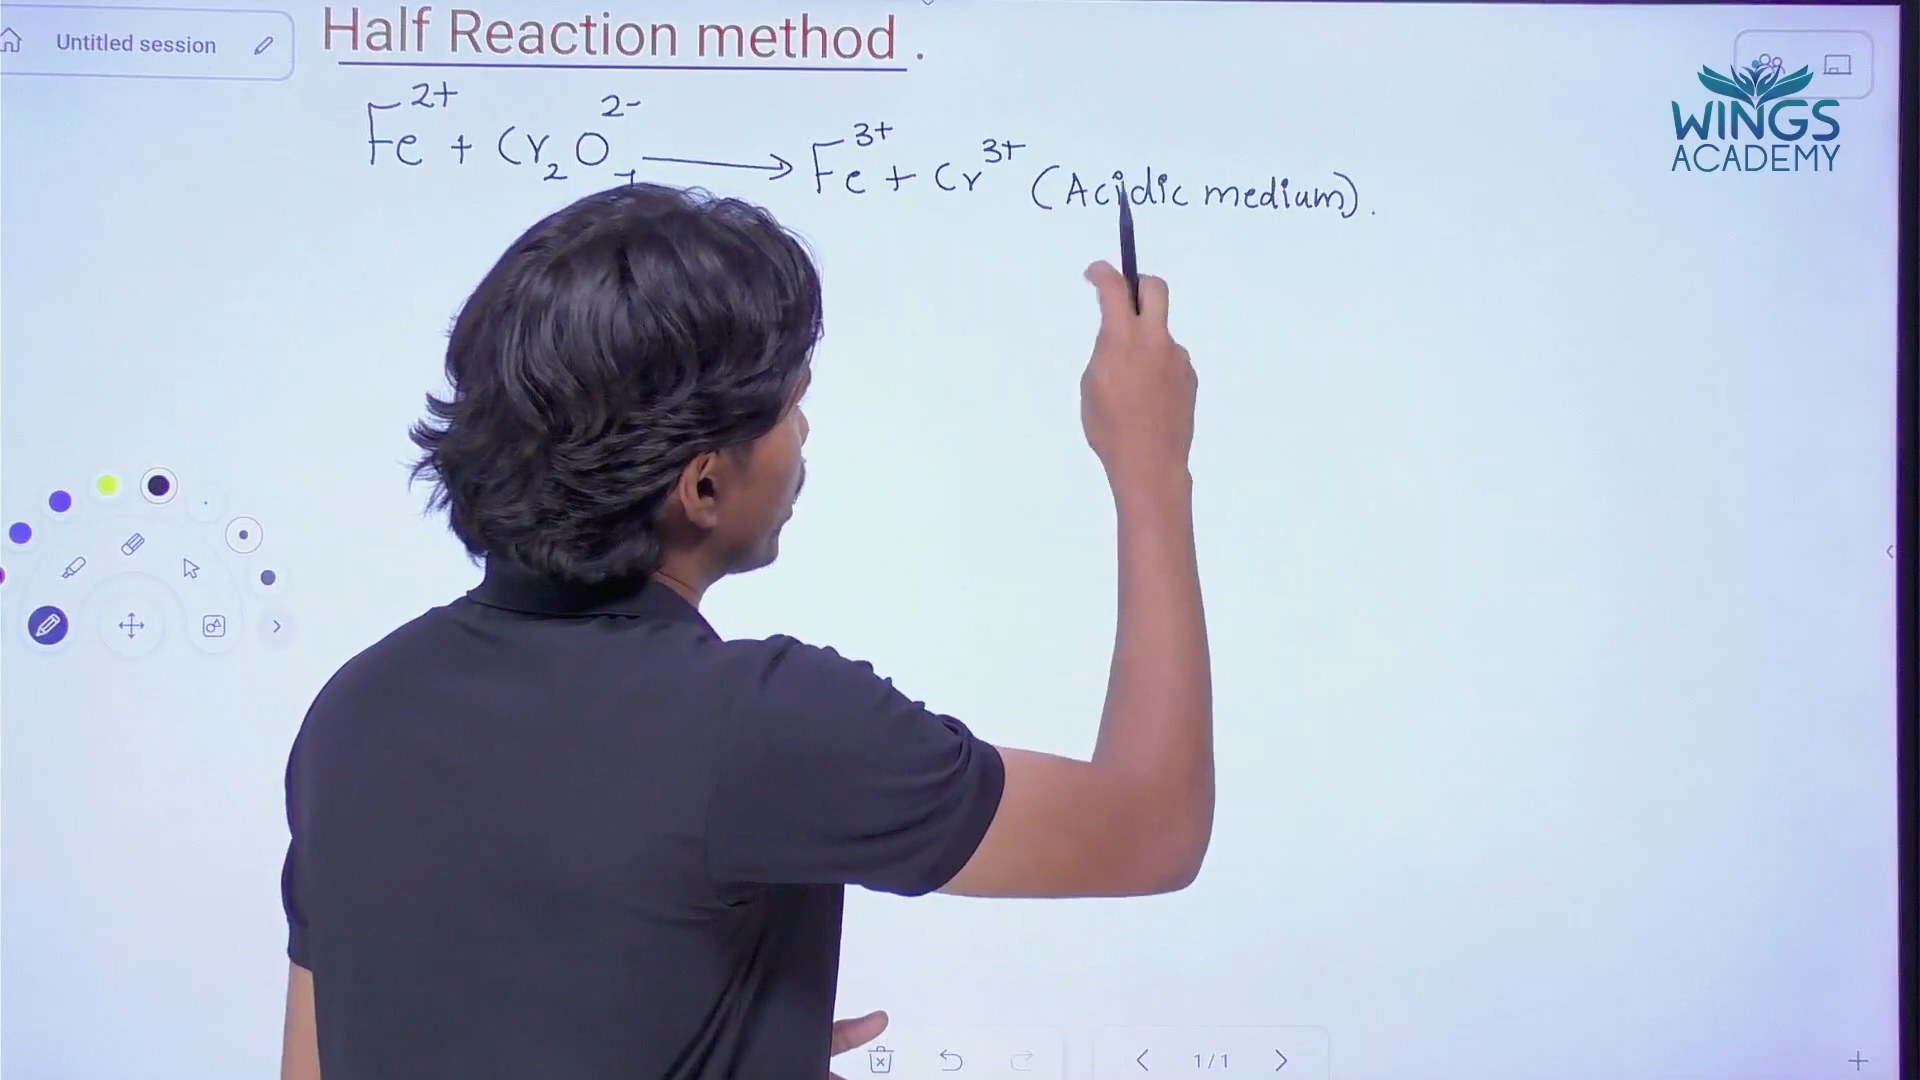 Untitled session
Half Reaction method .
Fe²⁺ + Cr₂O₇²⁻ ⟶ Fe³⁺ + Cr³⁺ (Acidic medium).
WINGS
ACADEMY
1/1